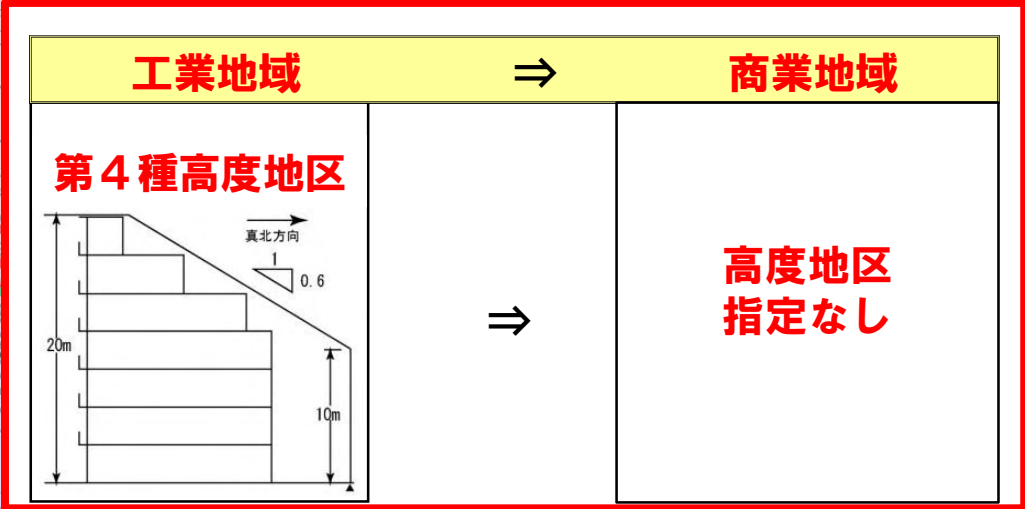 工業地域 ⇒ 商業地域
第４種高度地区
真北方向
1
0.6
20m
10m
⇒
高度地区
指定なし